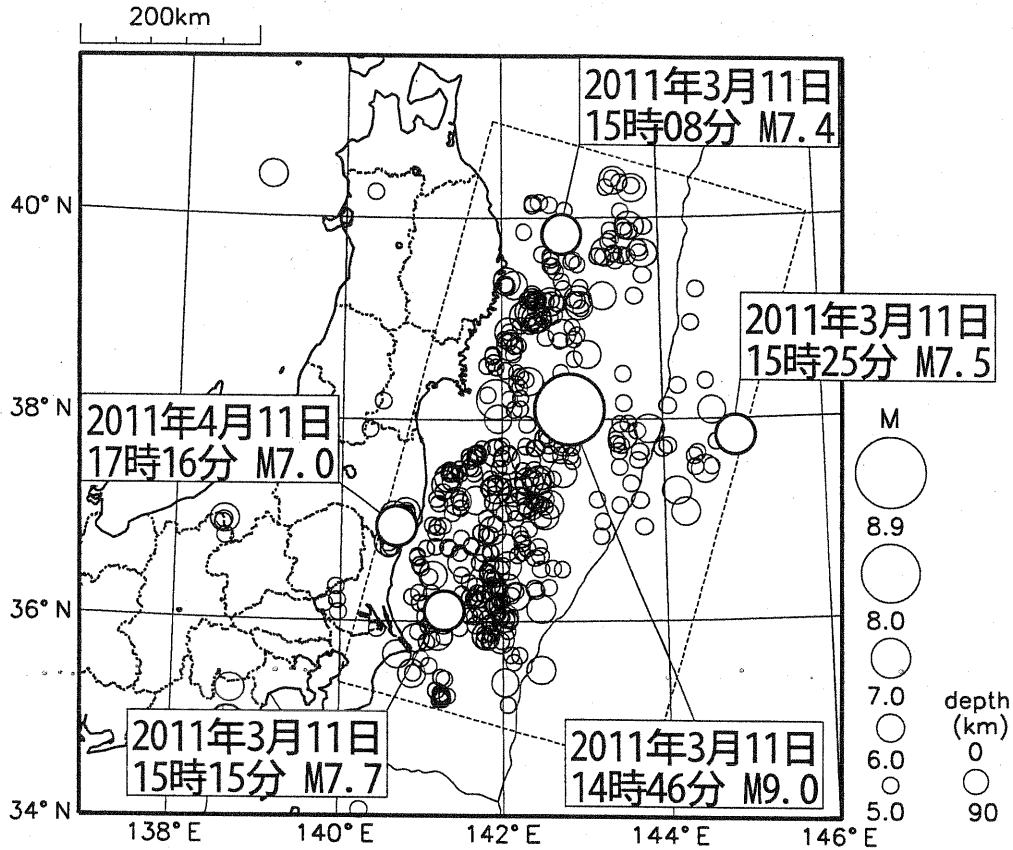 200km
2011年3月11日
15時08分 M7.4
40°N
2011年3月11日
15時25分 M7.5
38°N
2011年4月11日
17時16分 M7.0
M
8.9
8.0
7.0
6.0
5.0
depth
(km)
0
90
36°N
2011年3月11日
15時15分 M7.7
2011年3月11日
14時46分 M9.0
34°N
138°E
140°E
142°E
144°E
146°E